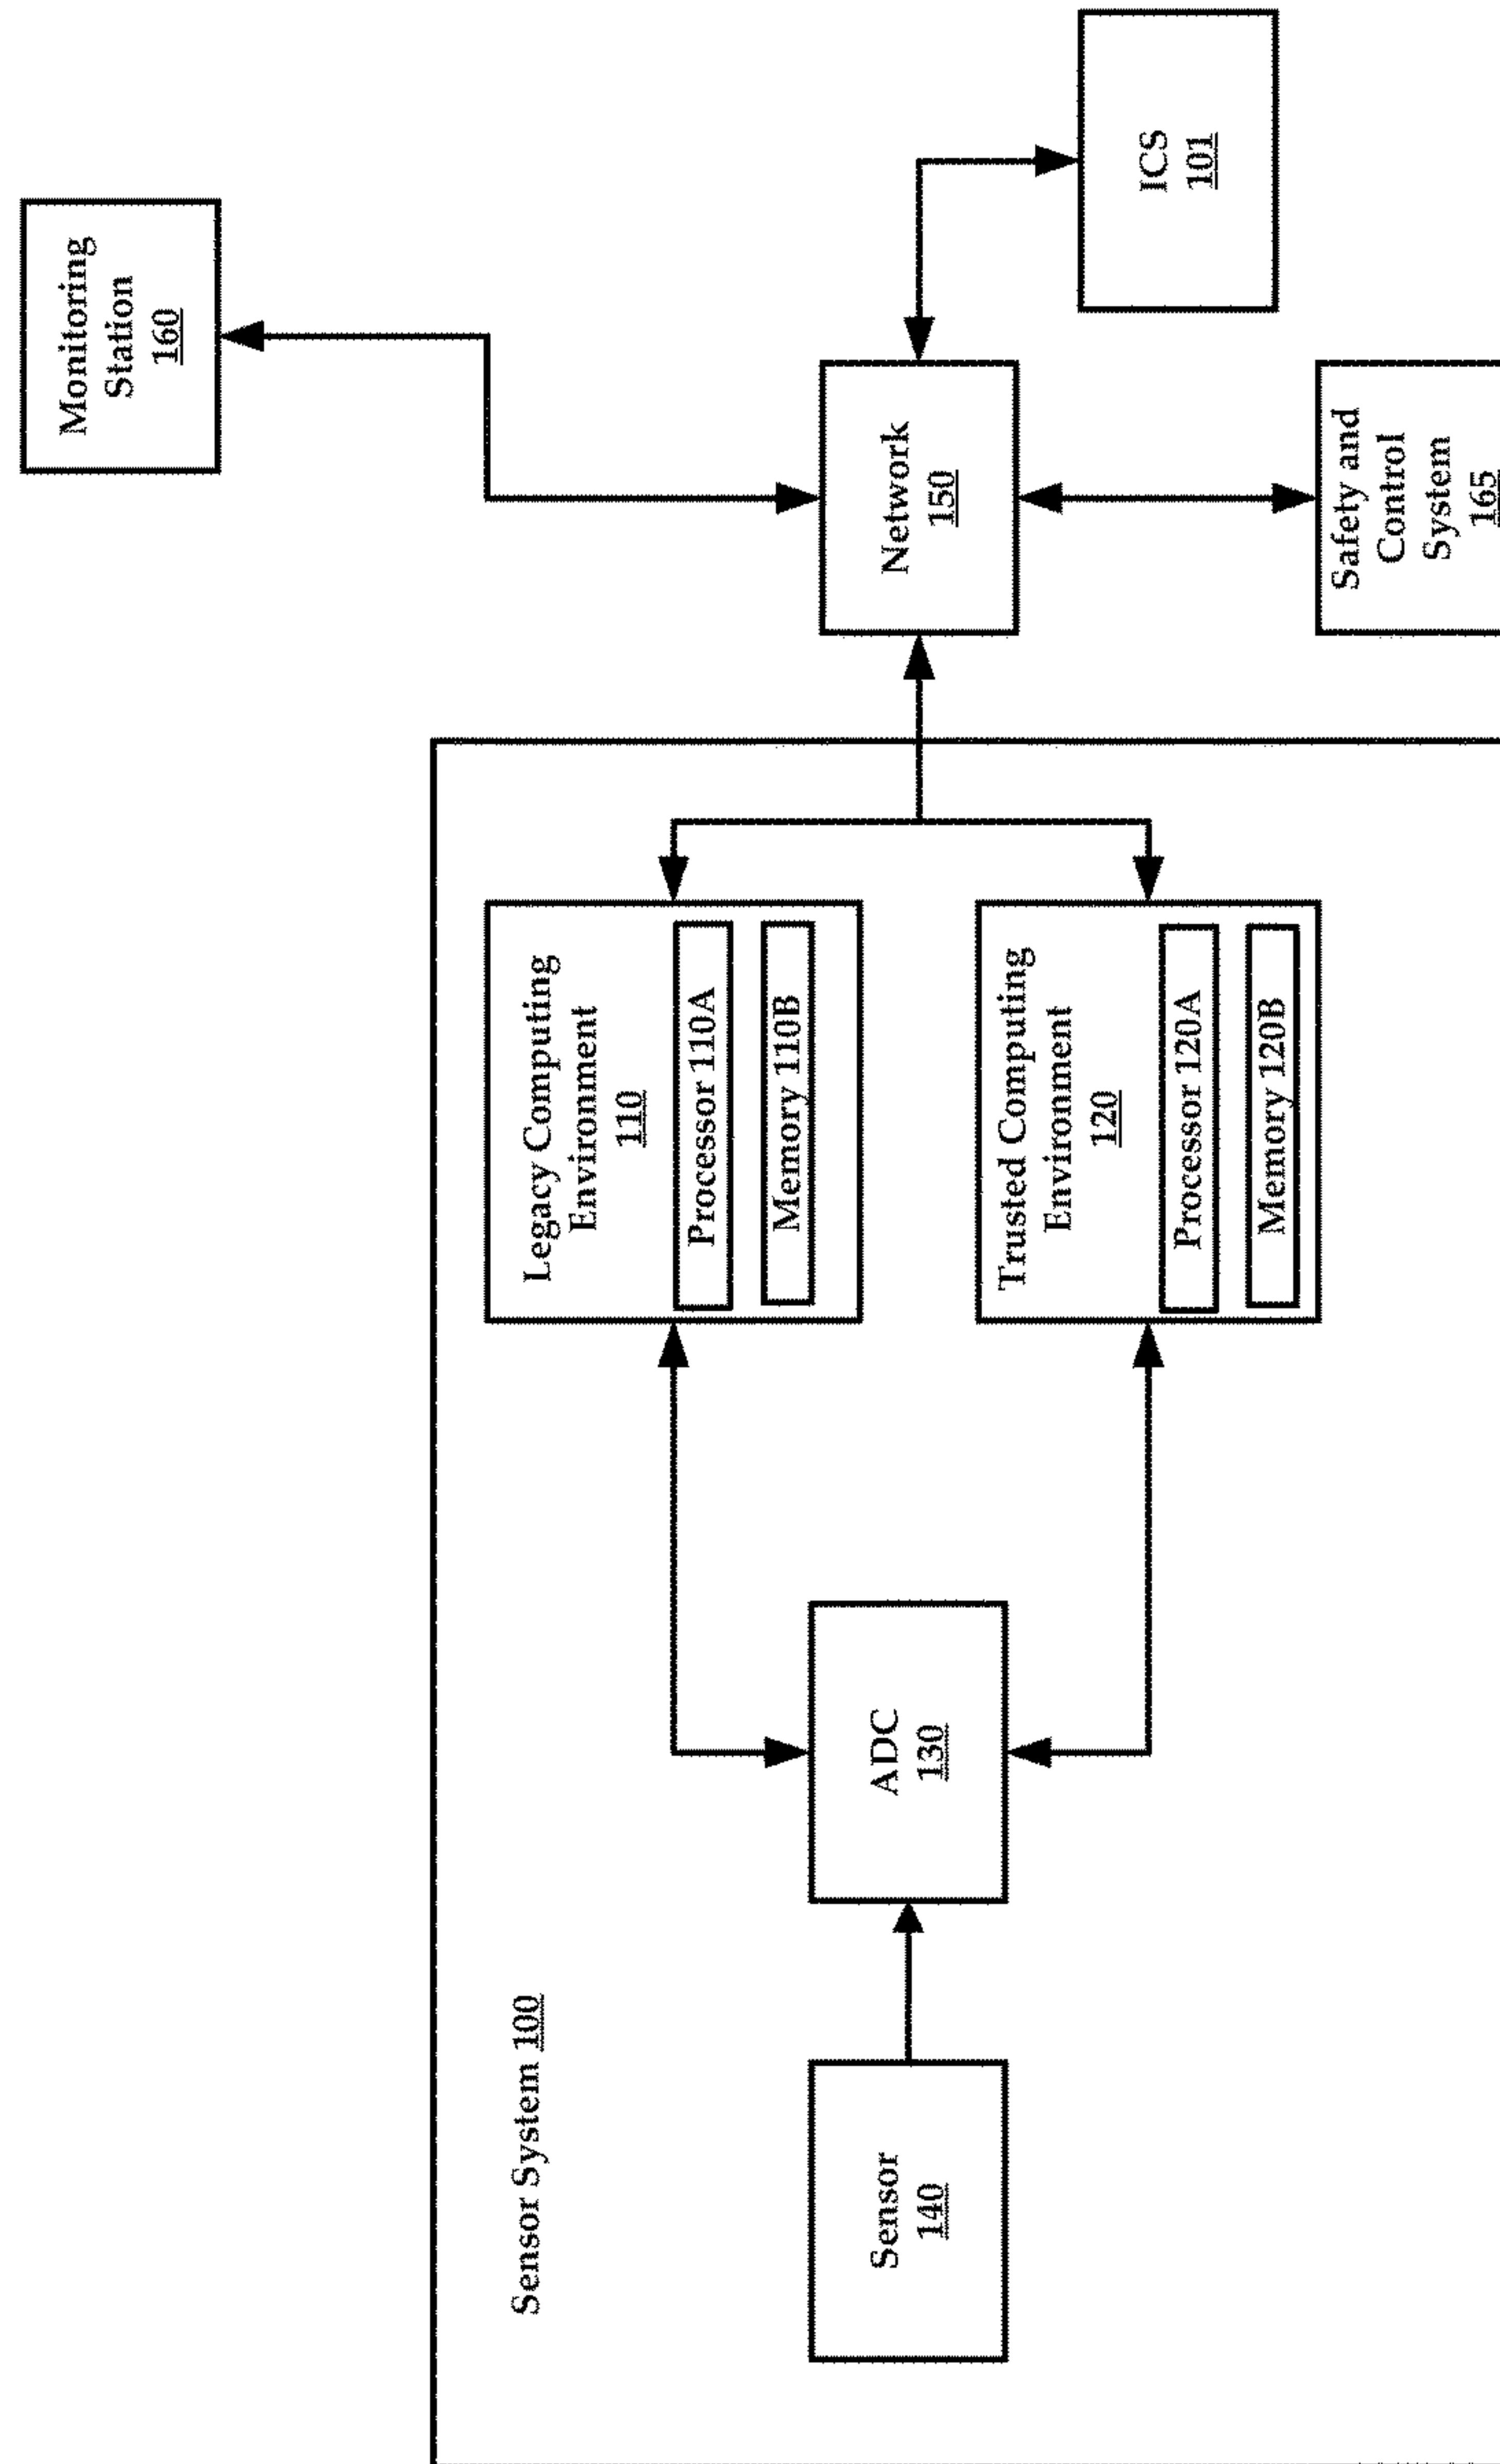 Sensor System 100
Sensor
140
ADC
130
Legacy Computing
Environment
110
Processor 110A
Memory 110B
Trusted Computing
Environment
120
Processor 120A
Memory 120B
Monitoring
Station
160
Network
150
ICS
101
Safety and
Control
System
165